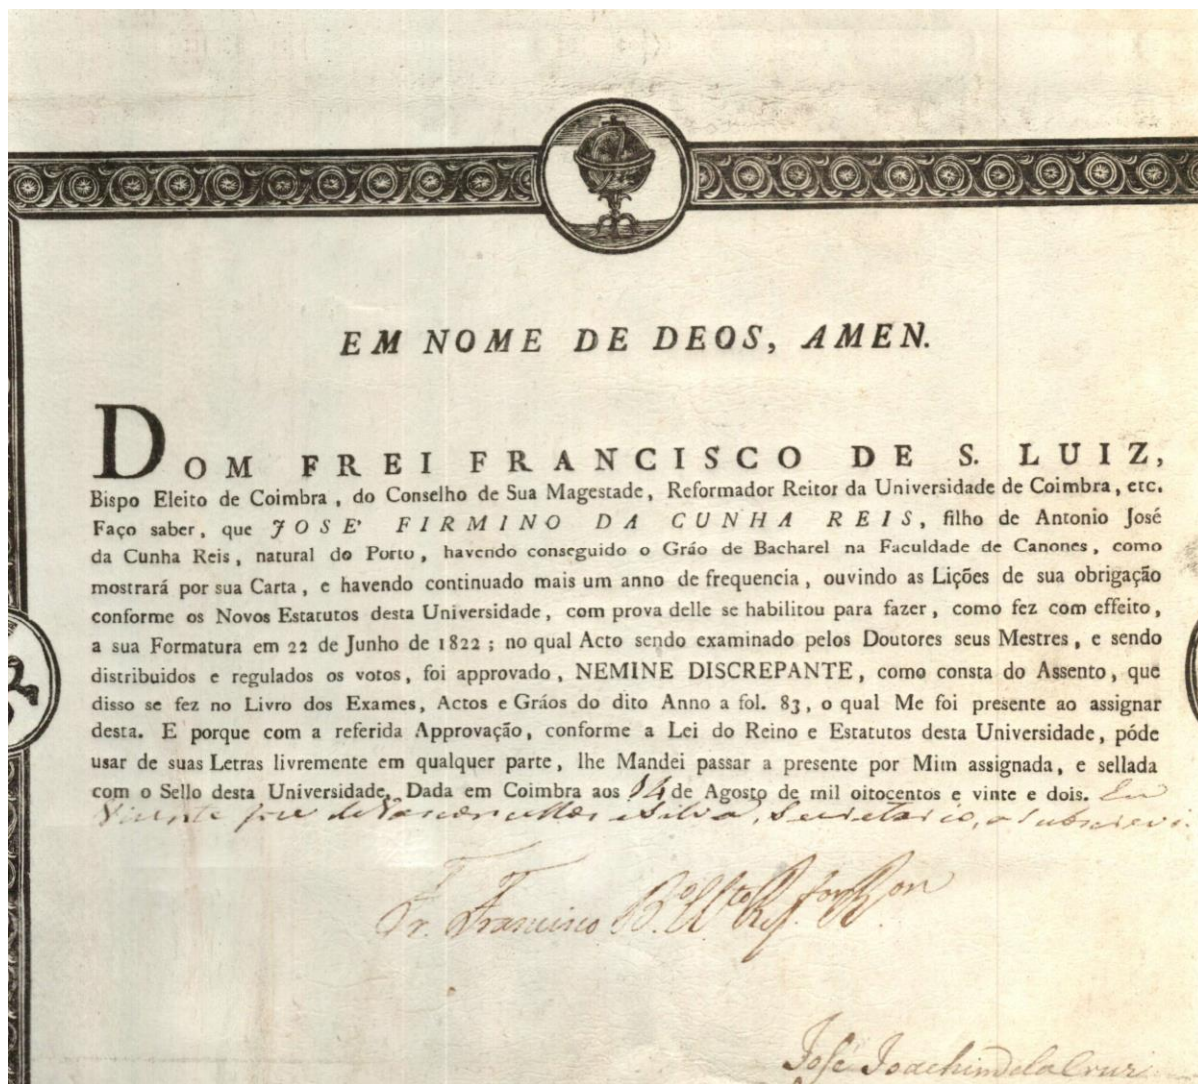 EM NOME DE DEOS, AMEN.
DOM FREI FRANCISCO DE S. LUIZ,
Bispo Eleito de Coimbra, do Conselho de Sua Magestade, Reformador Reitor da Universidade de Coimbra, etc.
Faço saber, que JOSE' FIRMINO DA CUNHA REIS, filho de Antonio José
da Cunha Reis, natural do Porto, havendo conseguido o Gráo de Bacharel na Faculdade de Canones, como
mostrará por sua Carta, e havendo continuado mais um anno de frequencia, ouvindo as Lições de sua obrigação
conforme os Novos Estatutos desta Universidade, com prova delle se habilitou para fazer, como fez com effeito,
a sua Formatura em 22 de Junho de 1822; no qual Acto sendo examinado pelos Doutores seus Mestres, e sendo
distribuidos e regulados os votos, foi approvado, NEMINE DISCREPANTE, como consta do Assento, que
disso se fez no Livro dos Exames, Actos e Gráos do dito Anno a fol. 83, o qual Me foi presente ao assignar
desta. E porque com a referida Approvação, conforme a Lei do Reino e Estatutos desta Universidade, póde
usar de suas Letras livremente em qualquer parte, lhe Mandei passar a presente por Mim assignada, e sellada
com o Sello desta Universidade. Dada em Coimbra aos 14 de Agosto de mil oitocentos e vinte e dois. Eu
Vicente José de Vasconcellos e Silva, Secretario, o subscrevi.
Fr. Francisco
José Joachim da Cruz